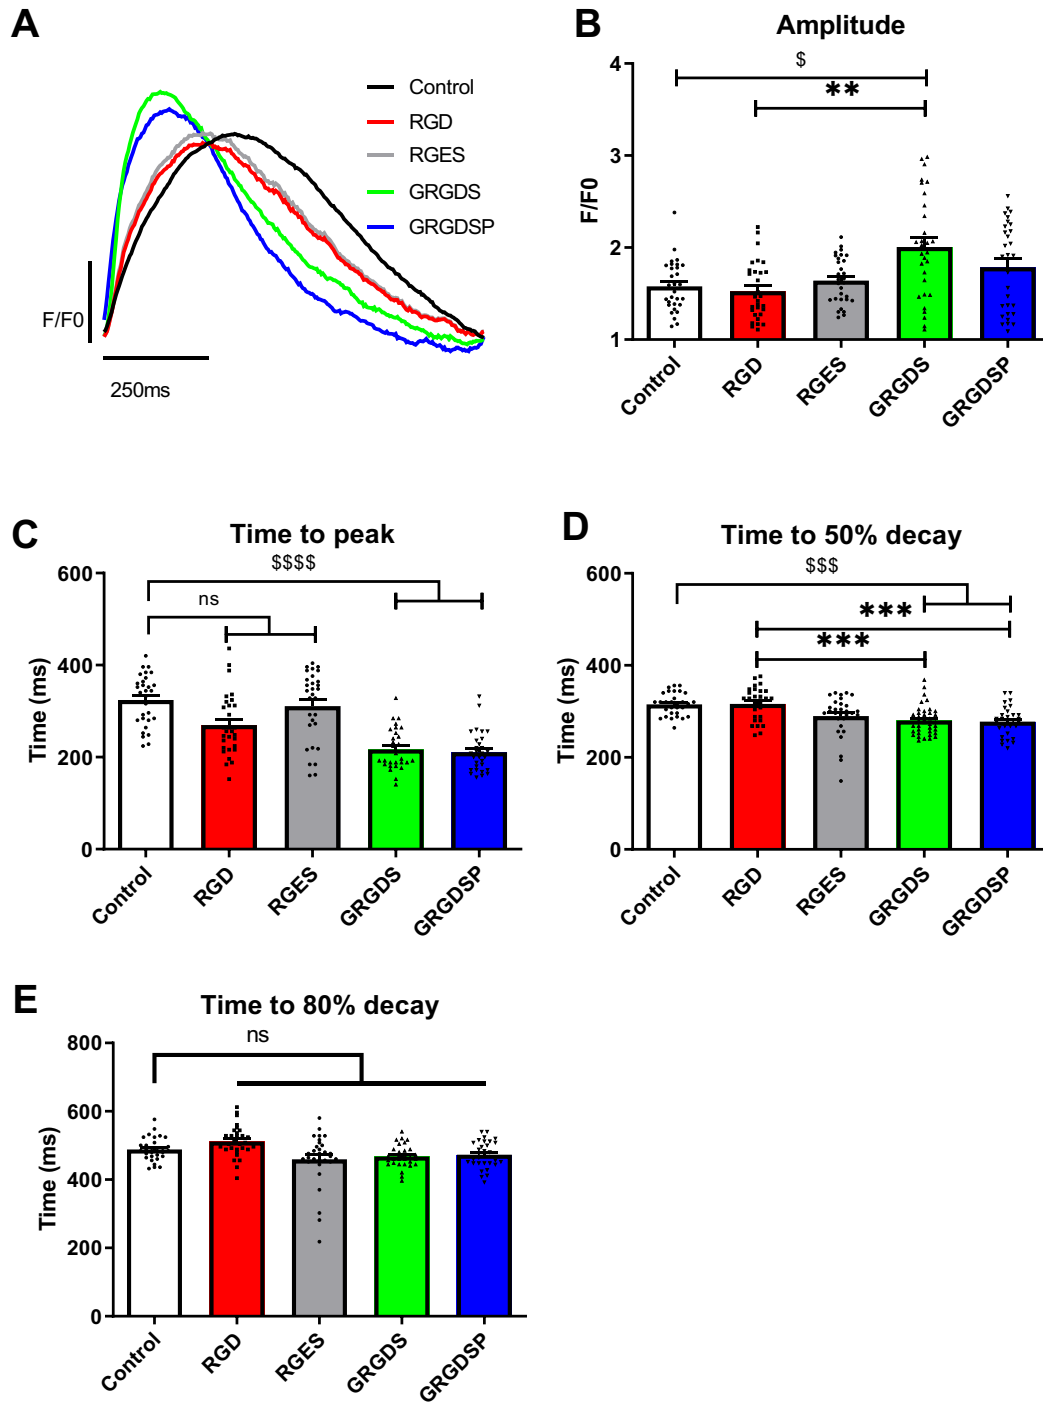 A
Control
RGD
RGES
GRGDS
GRGDSP
F/F0
250ms
B
Amplitude
$
**
4
3
2
1
F/F0
Control
RGD
RGES
GRGDS
GRGDSP
C
Time to peak
$$$$
ns
600
400
200
0
Time (ms)
Control
RGD
RGES
GRGDS
GRGDSP
D
Time to 50% decay
$$$
***
***
600
400
200
0
Time (ms)
Control
RGD
RGES
GRGDS
GRGDSP
E
Time to 80% decay
ns
800
600
400
200
0
Time (ms)
Control
RGD
RGES
GRGDS
GRGDSP